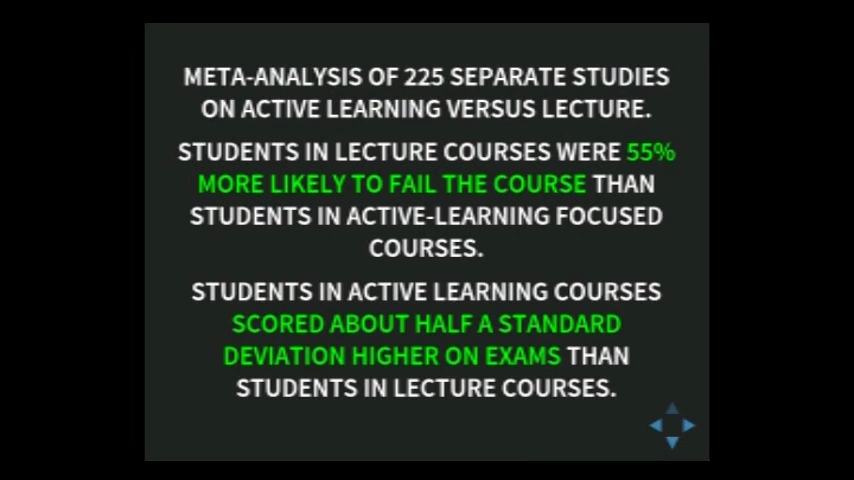 META-ANALYSIS OF 225 SEPARATE STUDIES
ON ACTIVE LEARNING VERSUS LECTURE.
STUDENTS IN LECTURE COURSES WERE 55%
MORE LIKELY TO FAIL THE COURSE THAN
STUDENTS IN ACTIVE-LEARNING FOCUSED
COURSES.
STUDENTS IN ACTIVE LEARNING COURSES
SCORED ABOUT HALF A STANDARD
DEVIATION HIGHER ON EXAMS THAN
STUDENTS IN LECTURE COURSES.